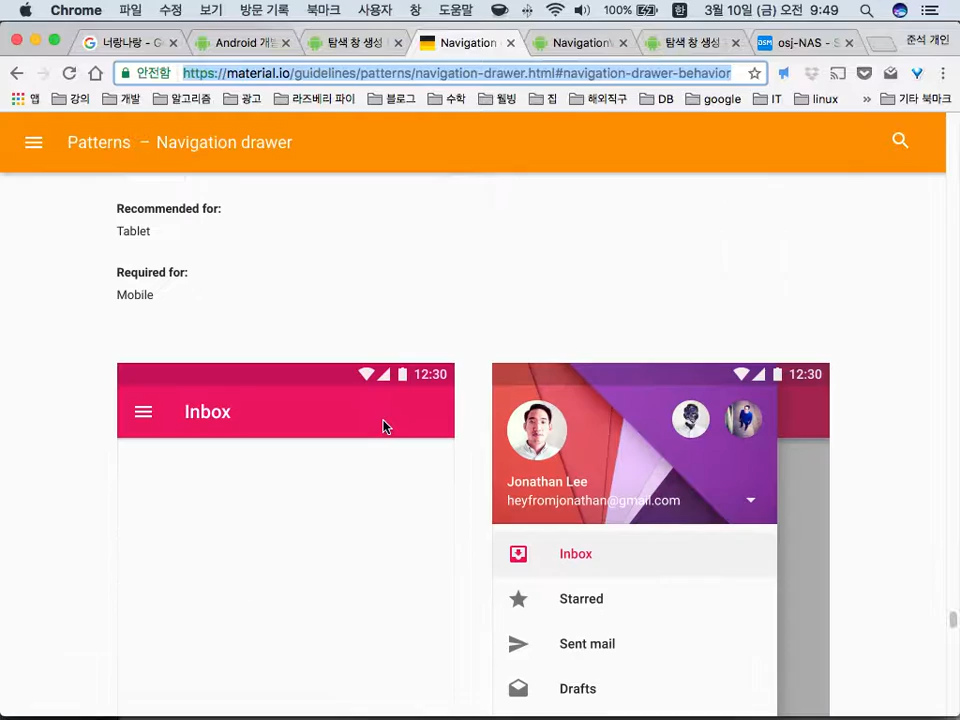 Chrome 파일 수정 보기 방문 기록 북마크 사용자 창 도움말 100% 한 3월 10일 (금) 오전 9:49
너랑나랑 - G Android 개발 탐색 창 생성 Navigation NavigationV 탐색 창 생성 osj-NAS - S 준석 개인
안전함 https://material.io/guidelines/patterns/navigation-drawer.html#navigation-drawer-behavior
앱 강의 개발 알고리즘 광고 라즈베리 파이 블로그 수학 웹빙 집 해외직구 DB google IT linux » 기타 북마크
Patterns – Navigation drawer
Recommended for:
Tablet
Required for:
Mobile
12:30
Inbox
12:30
Jonathan Lee
heyfromjonathan@gmail.com
Inbox
Starred
Sent mail
Drafts